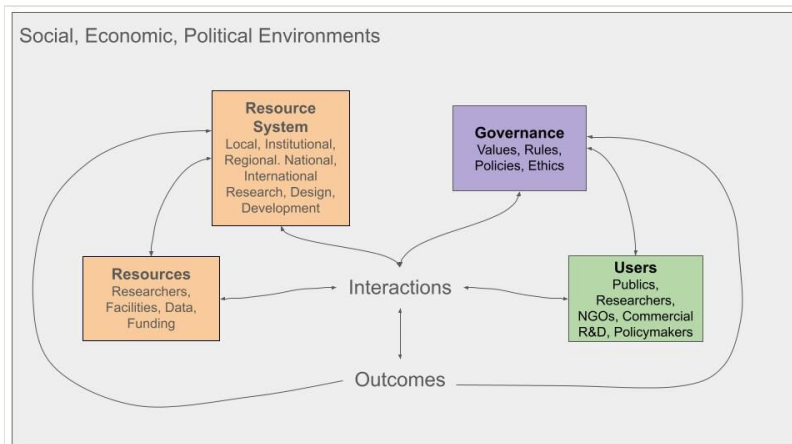 Social, Economic, Political Environments
Resource
System
Local, Institutional,
Regional. National,
International
Research, Design,
Development
Governance
Values, Rules,
Policies, Ethics
Resources
Researchers,
Facilities, Data,
Funding
Interactions
Users
Publics,
Researchers,
NGOs, Commercial
R&D, Policymakers
Outcomes